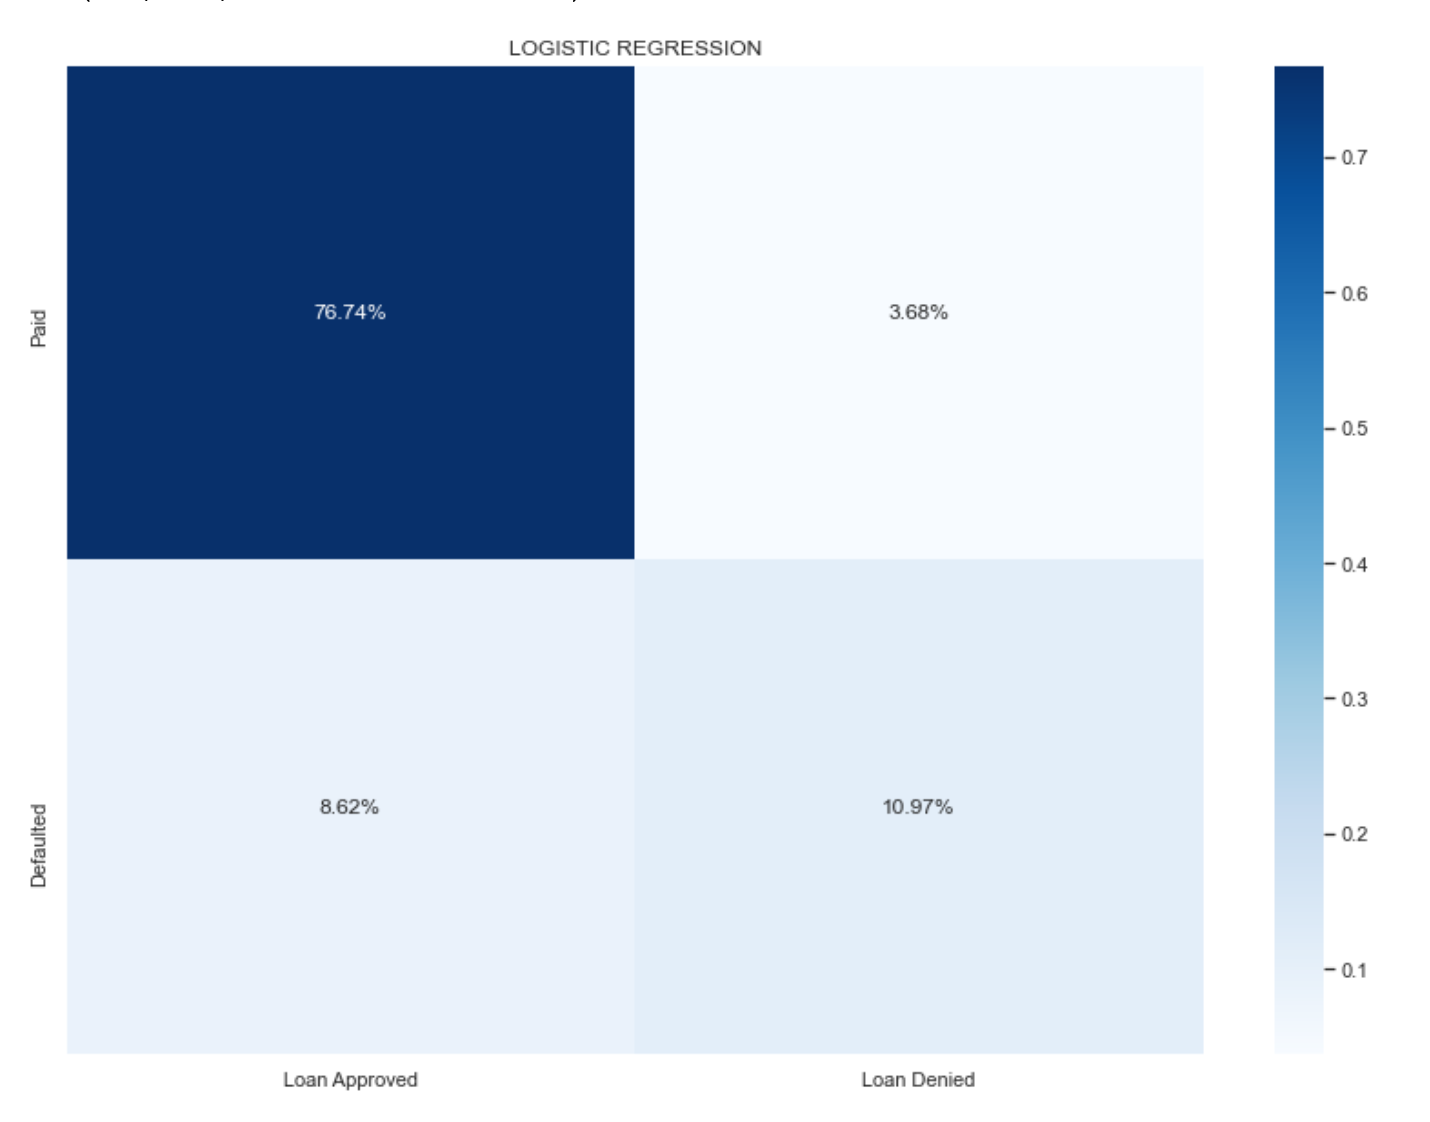 LOGISTIC REGRESSION
Paid
76.74%
3.68%
Defaulted
8.62%
10.97%
Loan Approved
Loan Denied
0.7
0.6
0.5
0.4
0.3
0.2
0.1